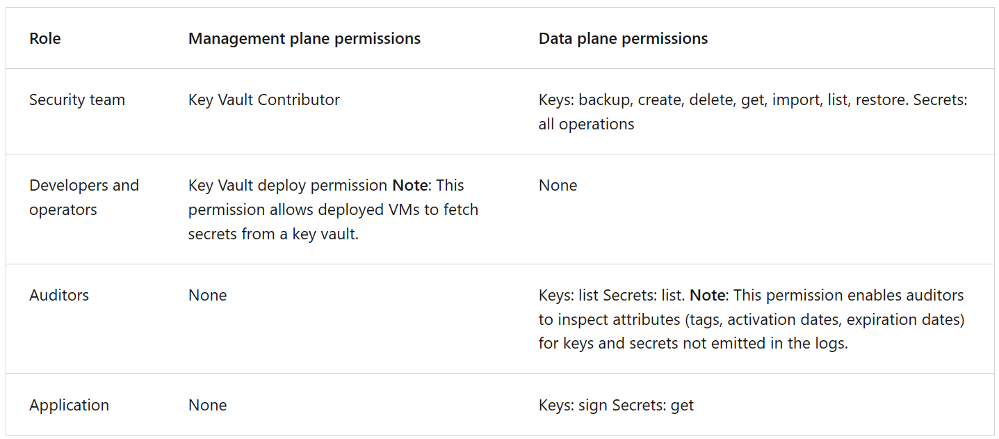 Role Management plane permissions Data plane permissions
Security team Key Vault Contributor Keys: backup, create, delete, get, import, list, restore. Secrets:
all operations
Developers and Key Vault deploy permission Note: This None
operators permission allows deployed VMs to fetch
secrets from a key vault.
Auditors None Keys: list Secrets: list. Note: This permission enables auditors
to inspect attributes (tags, activation dates, expiration dates)
for keys and secrets not emitted in the logs.
Application None Keys: sign Secrets: get